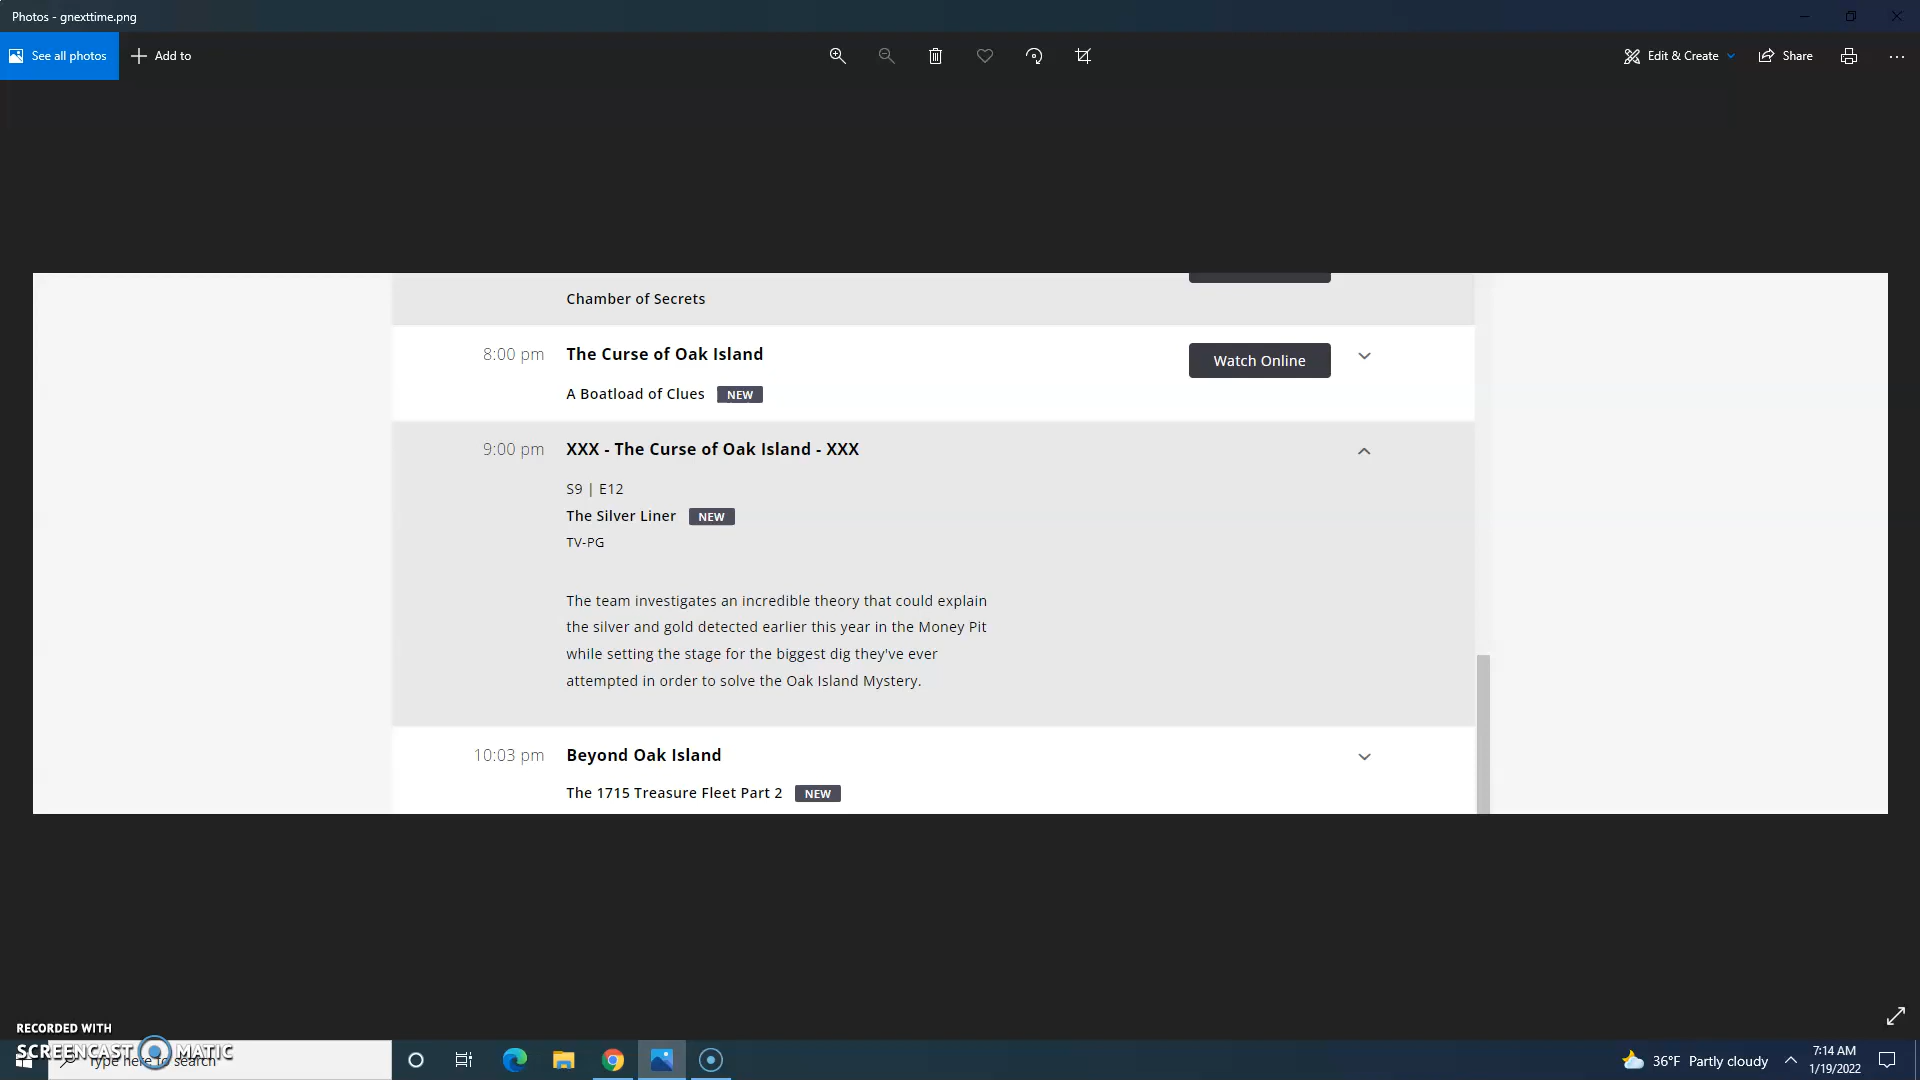 Photos - gnexttime.png
See all photos
Add to
Edit & Create
Share
Chamber of Secrets
8:00 pm
The Curse of Oak Island
Watch Online
A Boatload of Clues NEW
9:00 pm
XXX - The Curse of Oak Island - XXX
S9 | E12
The Silver Liner NEW
TV-PG
The team investigates an incredible theory that could explain
the silver and gold detected earlier this year in the Money Pit
while setting the stage for the biggest dig they've ever
attempted in order to solve the Oak Island Mystery.
10:03 pm
Beyond Oak Island
The 1715 Treasure Fleet Part 2 NEW
RECORDED WITH
SCREENCAST MATIC
Type here to search
36°F Partly cloudy
7:14 AM
1/19/2022